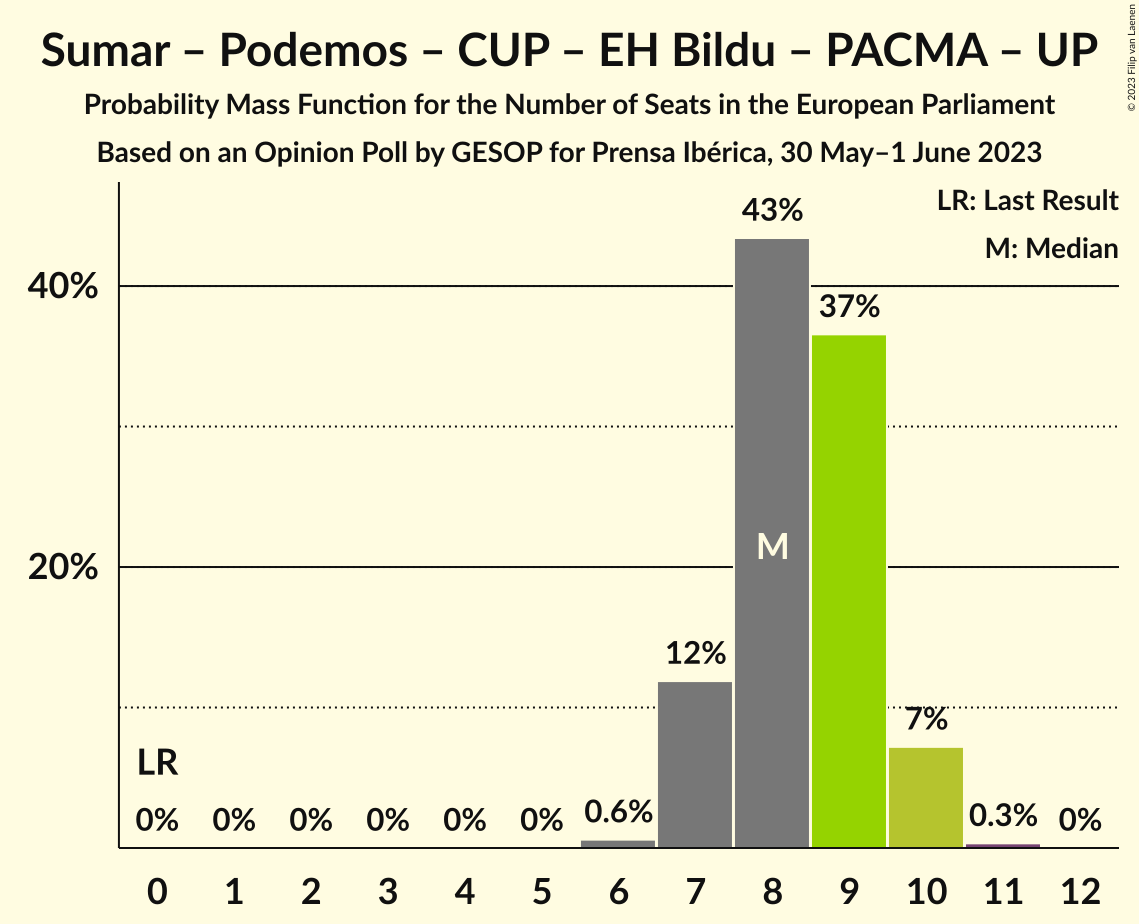 Sumar – Podemos – CUP – EH Bildu – PACMA – UP
Probability Mass Function for the Number of Seats in the European Parliament
Based on an Opinion Poll by GESOP for Prensa Ibérica, 30 May–1 June 2023
© 2023 Filip van Laenen
LR: Last Result
M: Median
43%
40%
37%
M
20%
12%
7%
LR
0% 0% 0% 0% 0% 0% 0.6% 0.3% 0%
0 1 2 3 4 5 6 7 8 9 10 11 12